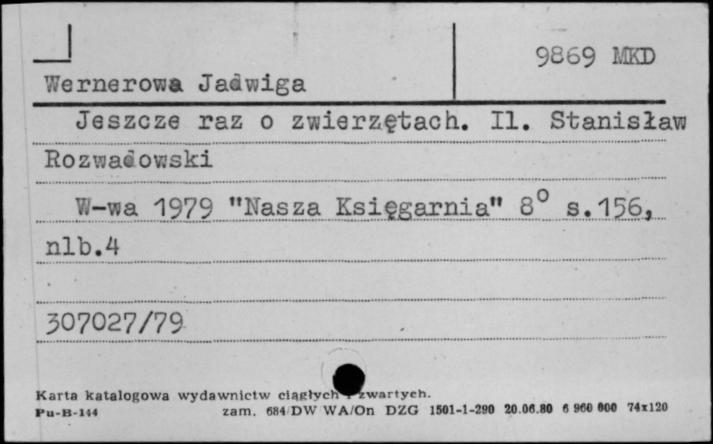 9869 MKD
Wernerowa Jadwiga
Jeszcze raz o zwierzętach. Il. Stanisław
Rozwadowski
W-wa 1979 "Nasza Księgarnia" 8° s.156,
nlb.4
307027/79
Karta katalogowa wydawnictw ciągłych i zwartych.
Pu-B-144 zam. 684/DW WA/On DZG 1501-1-290 20.06.80 6 960 000 74x120